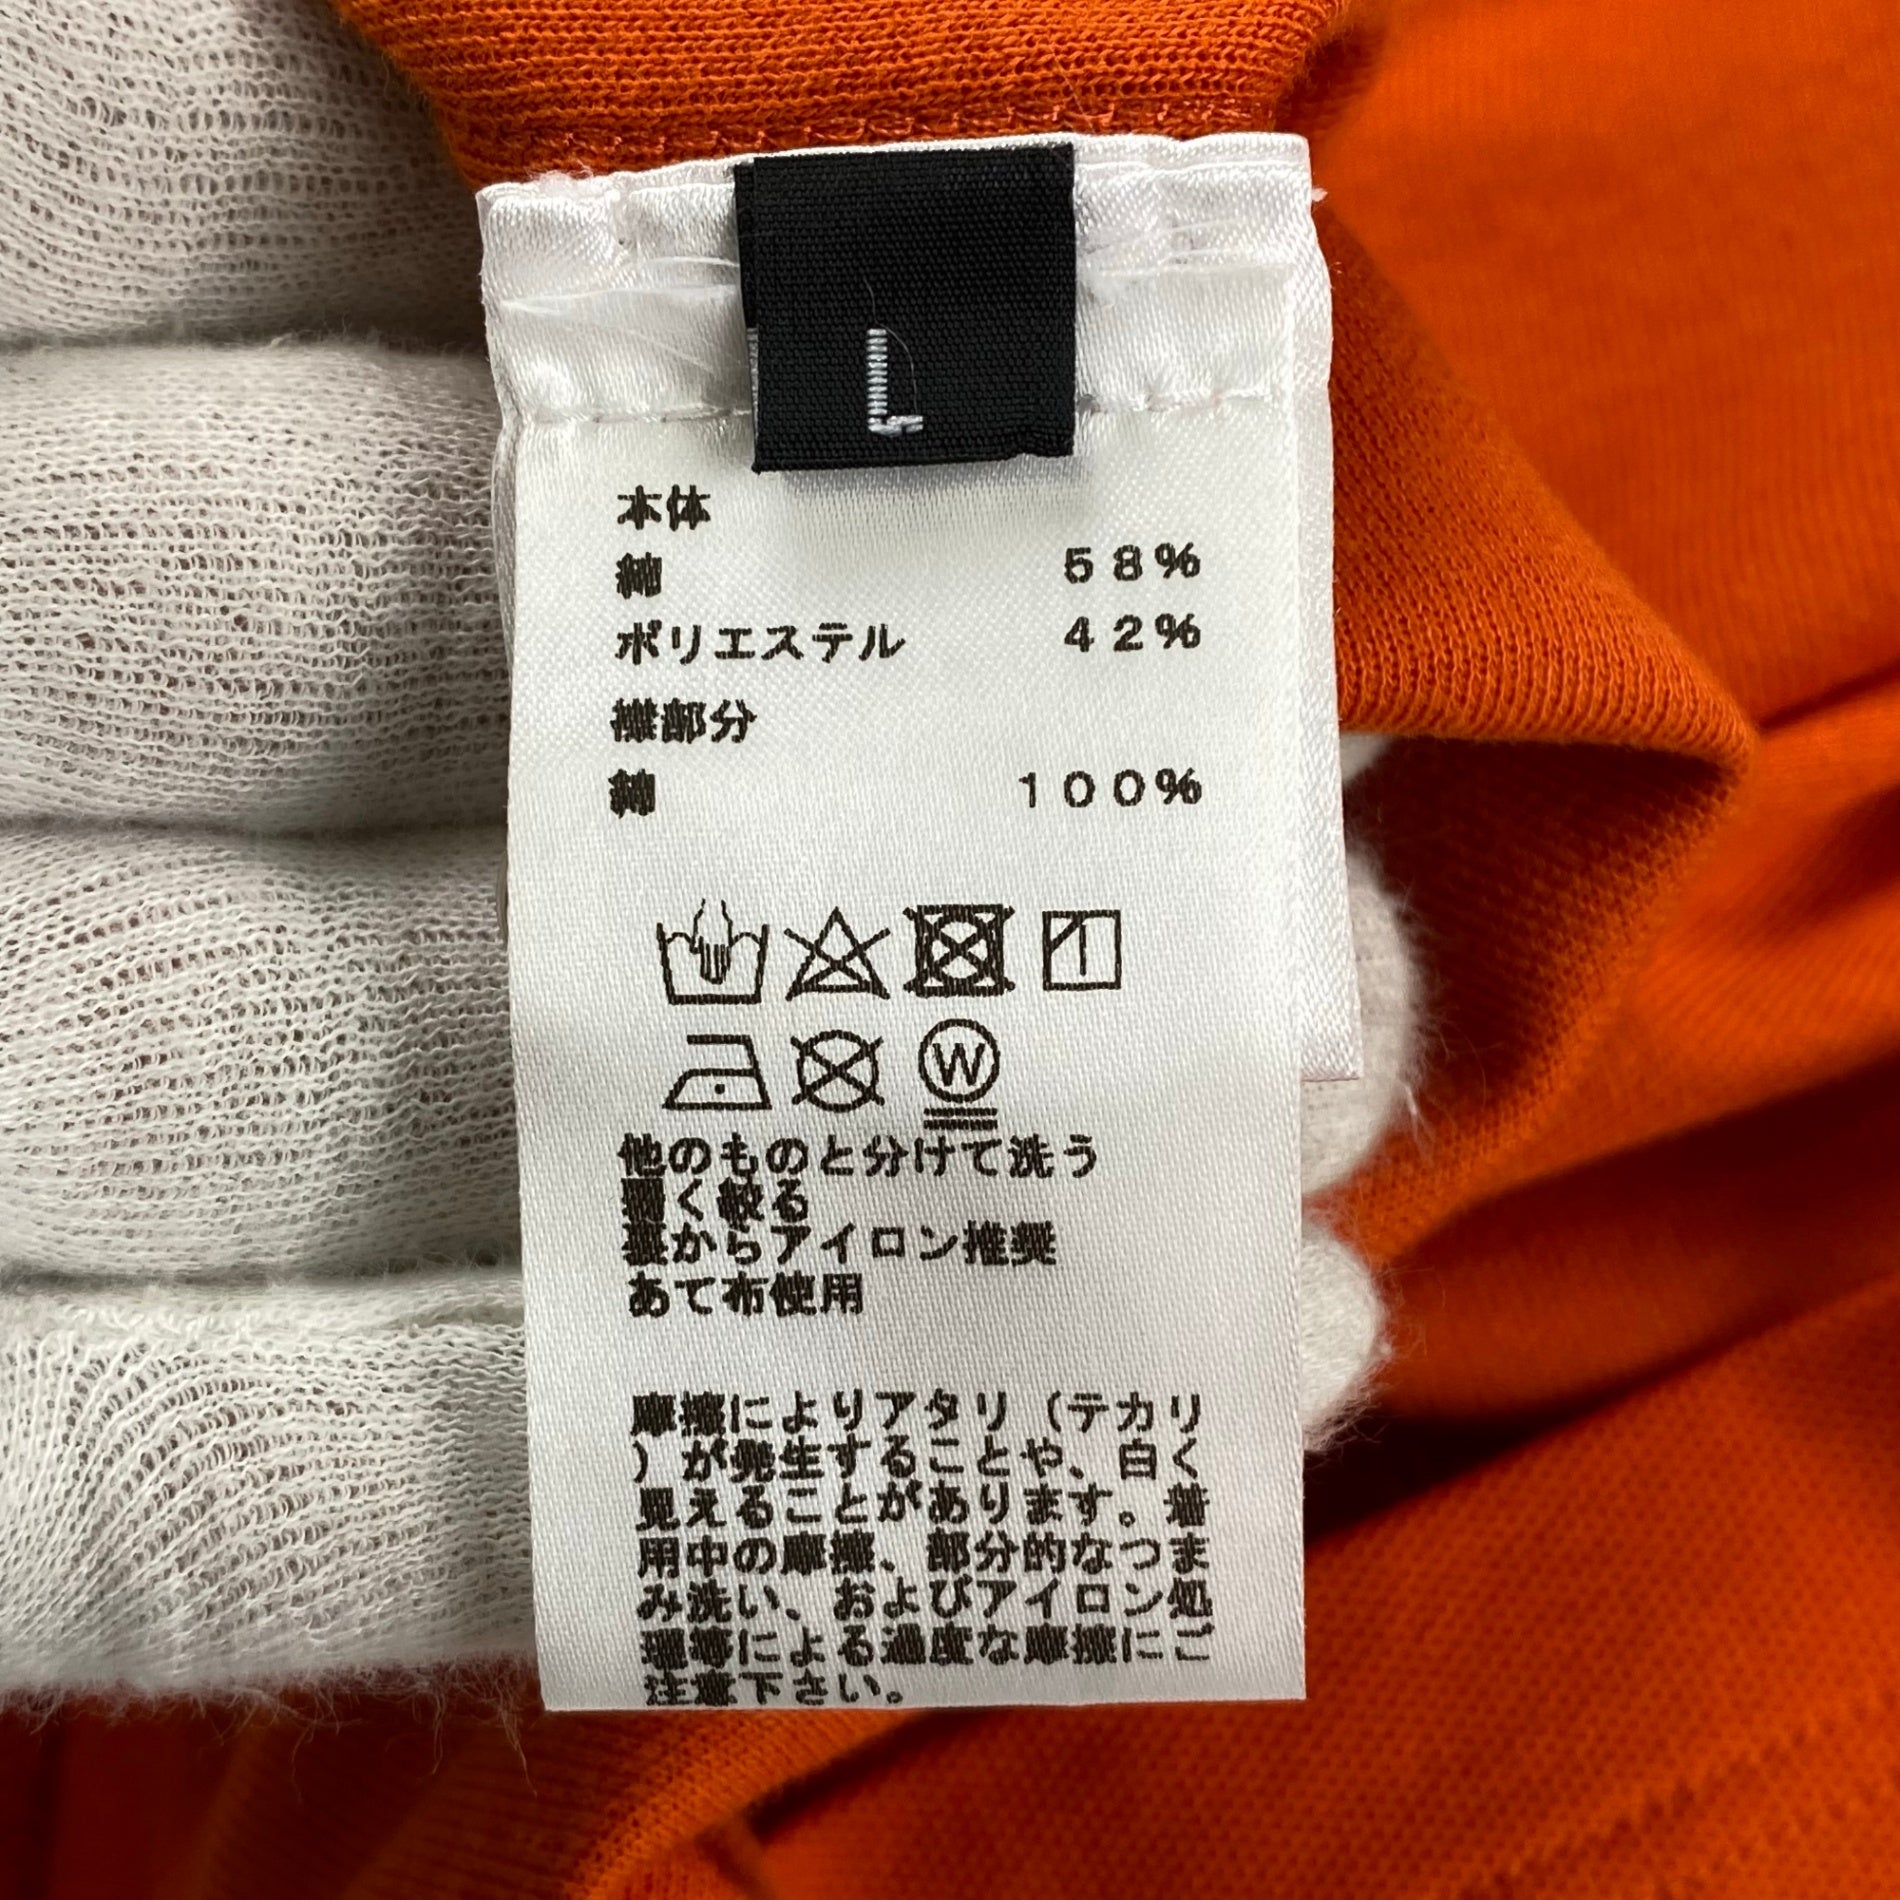 L
本体
綿 58%
ポリエステル 42%
襟部分
綿 100%
W
他のものと分けて洗う
弱く絞る
裏からアイロン推奨
あて布使用
摩擦によりアタリ（テカリ
）が発生することや、白く
見えることがあります。着
用中の摩擦、部分的なつま
み洗い、およびアイロン処
理等による過度な摩擦にご
注意下さい。